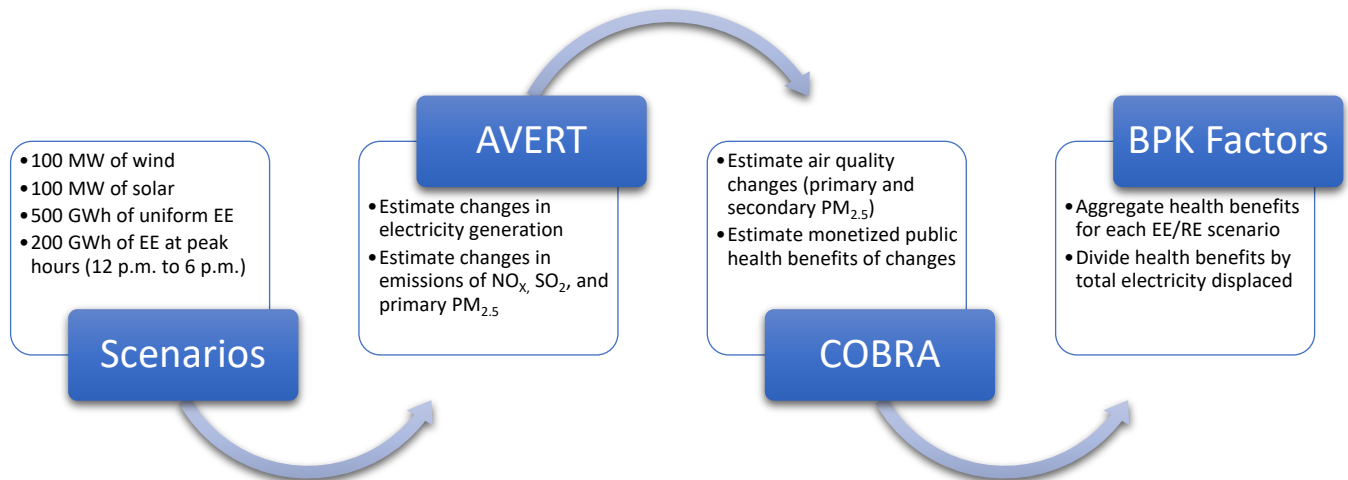 •100 MW of wind
•100 MW of solar
•500 GWh of uniform EE
•200 GWh of EE at peak
hours (12 p.m. to 6 p.m.)
Scenarios
AVERT
•Estimate changes in
electricity generation
•Estimate changes in
emissions of NOX, SO2, and
primary PM2.5
•Estimate air quality
changes (primary and
secondary PM2.5)
•Estimate monetized public
health benefits of changes
COBRA
BPK Factors
•Aggregate health benefits
for each EE/RE scenario
•Divide health benefits by
total electricity displaced